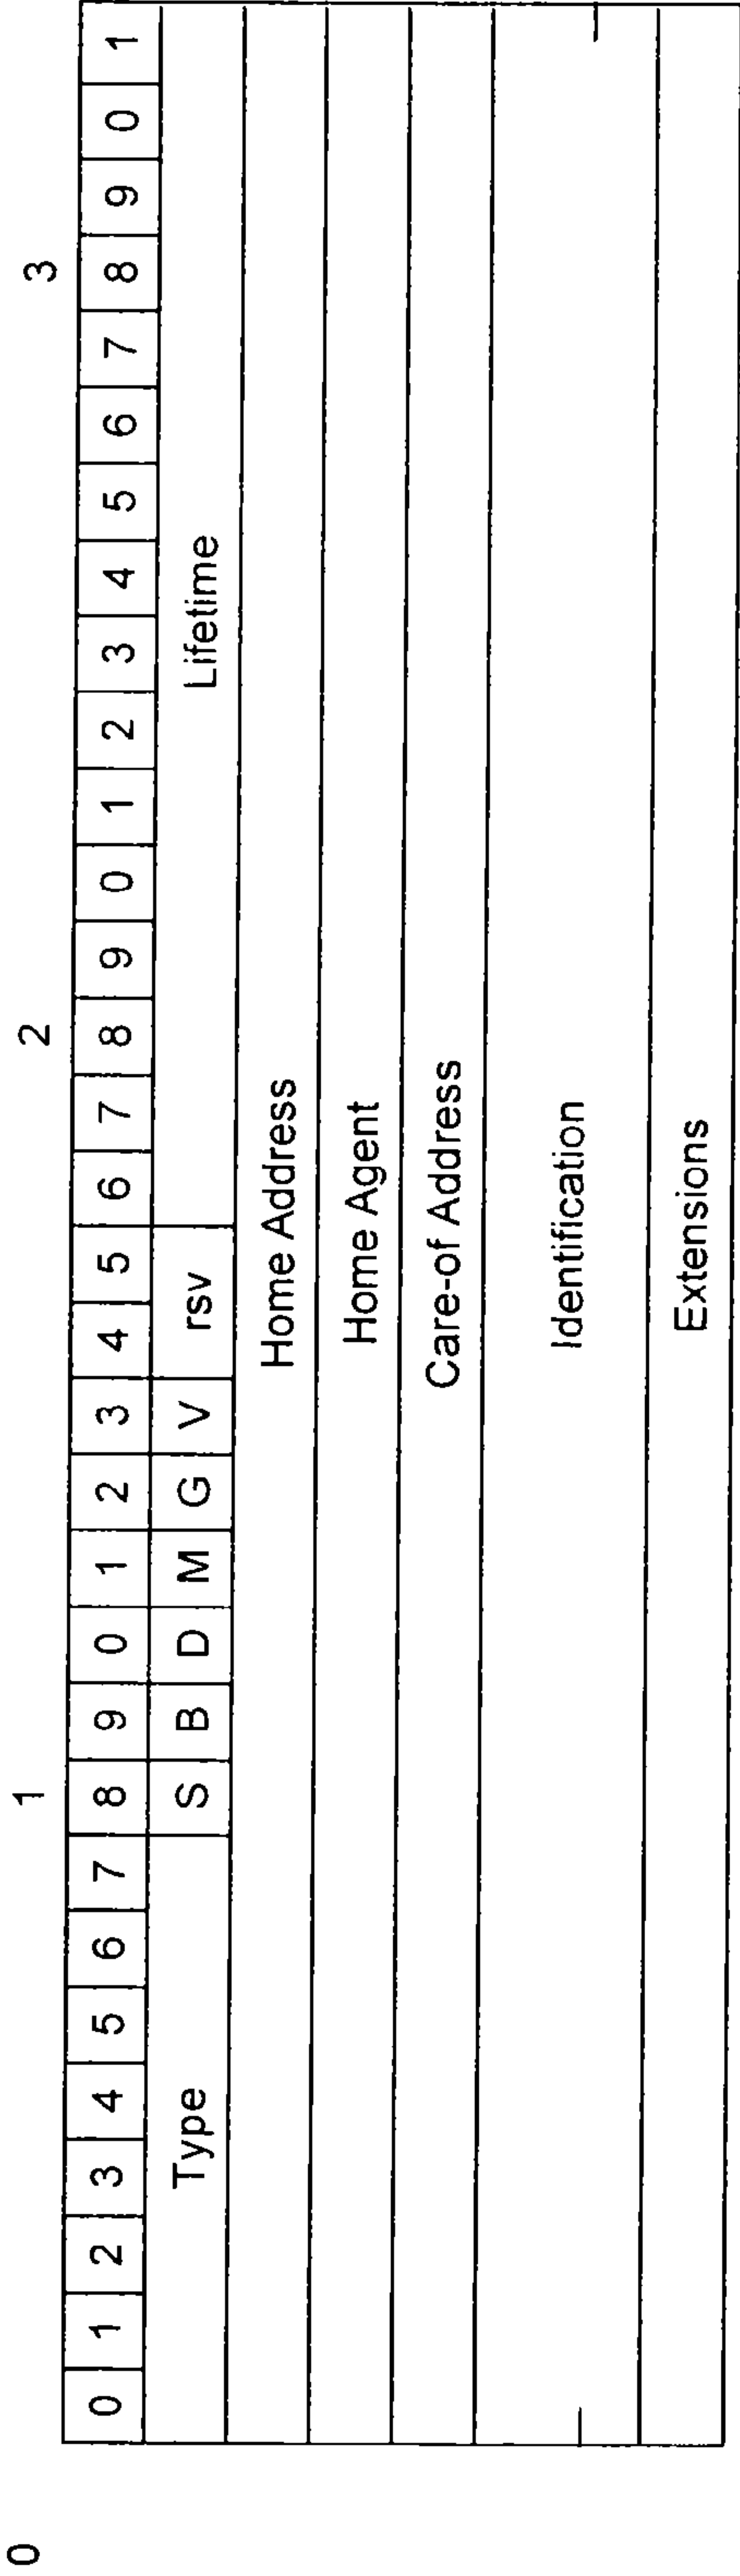 0 1 2 3
0 1 2 3 4 5 6 7 8 9 0 1 2 3 4 5 6 7 8 9 0 1 2 3 4 5 6 7 8 9 0 1
Type S B D M G V rsv Lifetime
Home Address
Home Agent
Care-of Address
Identification
Extensions